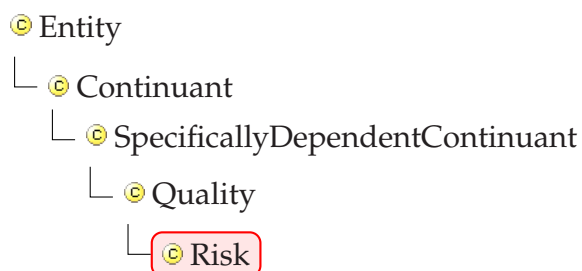 Entity
Continuant
SpecificallyDependentContinuant
Quality
Risk